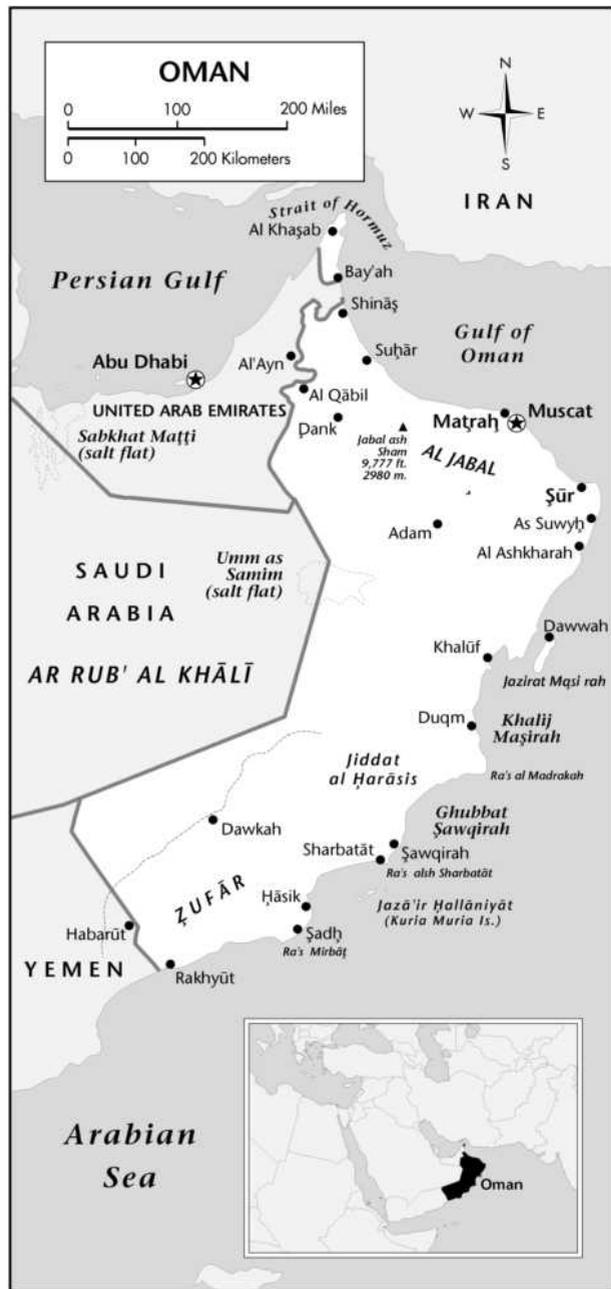 OMAN
0 100 200 Miles
0 100 200 Kilometers
N
W E
S
IRAN
Strait of Hormuz
Al Khaşab
Persian Gulf
Bay'ah
Shināş
Gulf of
Oman
Abu Dhabi
Al'Ayn
Suḩār
Al Qābil
UNITED ARAB EMIRATES
Sabkhat Maṭṭi
(salt flat)
Ḑank
Maţraḩ
Muscat
Jabal ash
Sham
9,777 ft.
2980 m.
AL JABAL
Şūr
As Suwyḩ
Adam
Al Ashkharah
SAUDI
ARABIA
Umm as
Samim
(salt flat)
Dawwah
Khalūf
AR RUB' AL KHĀLĪ
Jazirat Mąsi rah
Duqm
Khalij
Maşirah
Jiddat
al Ḩarāsis
Ra's al Madrakah
Dawkah
Ghubbat
Şawqirah
Sharbatāt
Şawqirah
Ra's alsh Sharbatāt
ẒUFĀR
Ḩāsik
Jazā'ir Ḩallāniyāt
(Kuria Muria Is.)
Habarūt
Şadḩ
Ra's Mirbāţ
YEMEN
Rakhyūt
Arabian
Sea
Oman